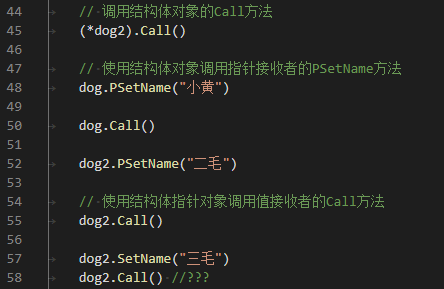 44 // 调用结构体对象的Call方法
45 (*dog2).Call()
46
47 // 使用结构体对象调用指针接收者的PSetName方法
48 dog.PSetName("小黄")
49
50 dog.Call()
51
52 dog2.PSetName("二毛")
53
54 // 使用结构体指针对象调用值接收者的Call方法
55 dog2.Call()
56
57 dog2.SetName("三毛")
58 dog2.Call() //???